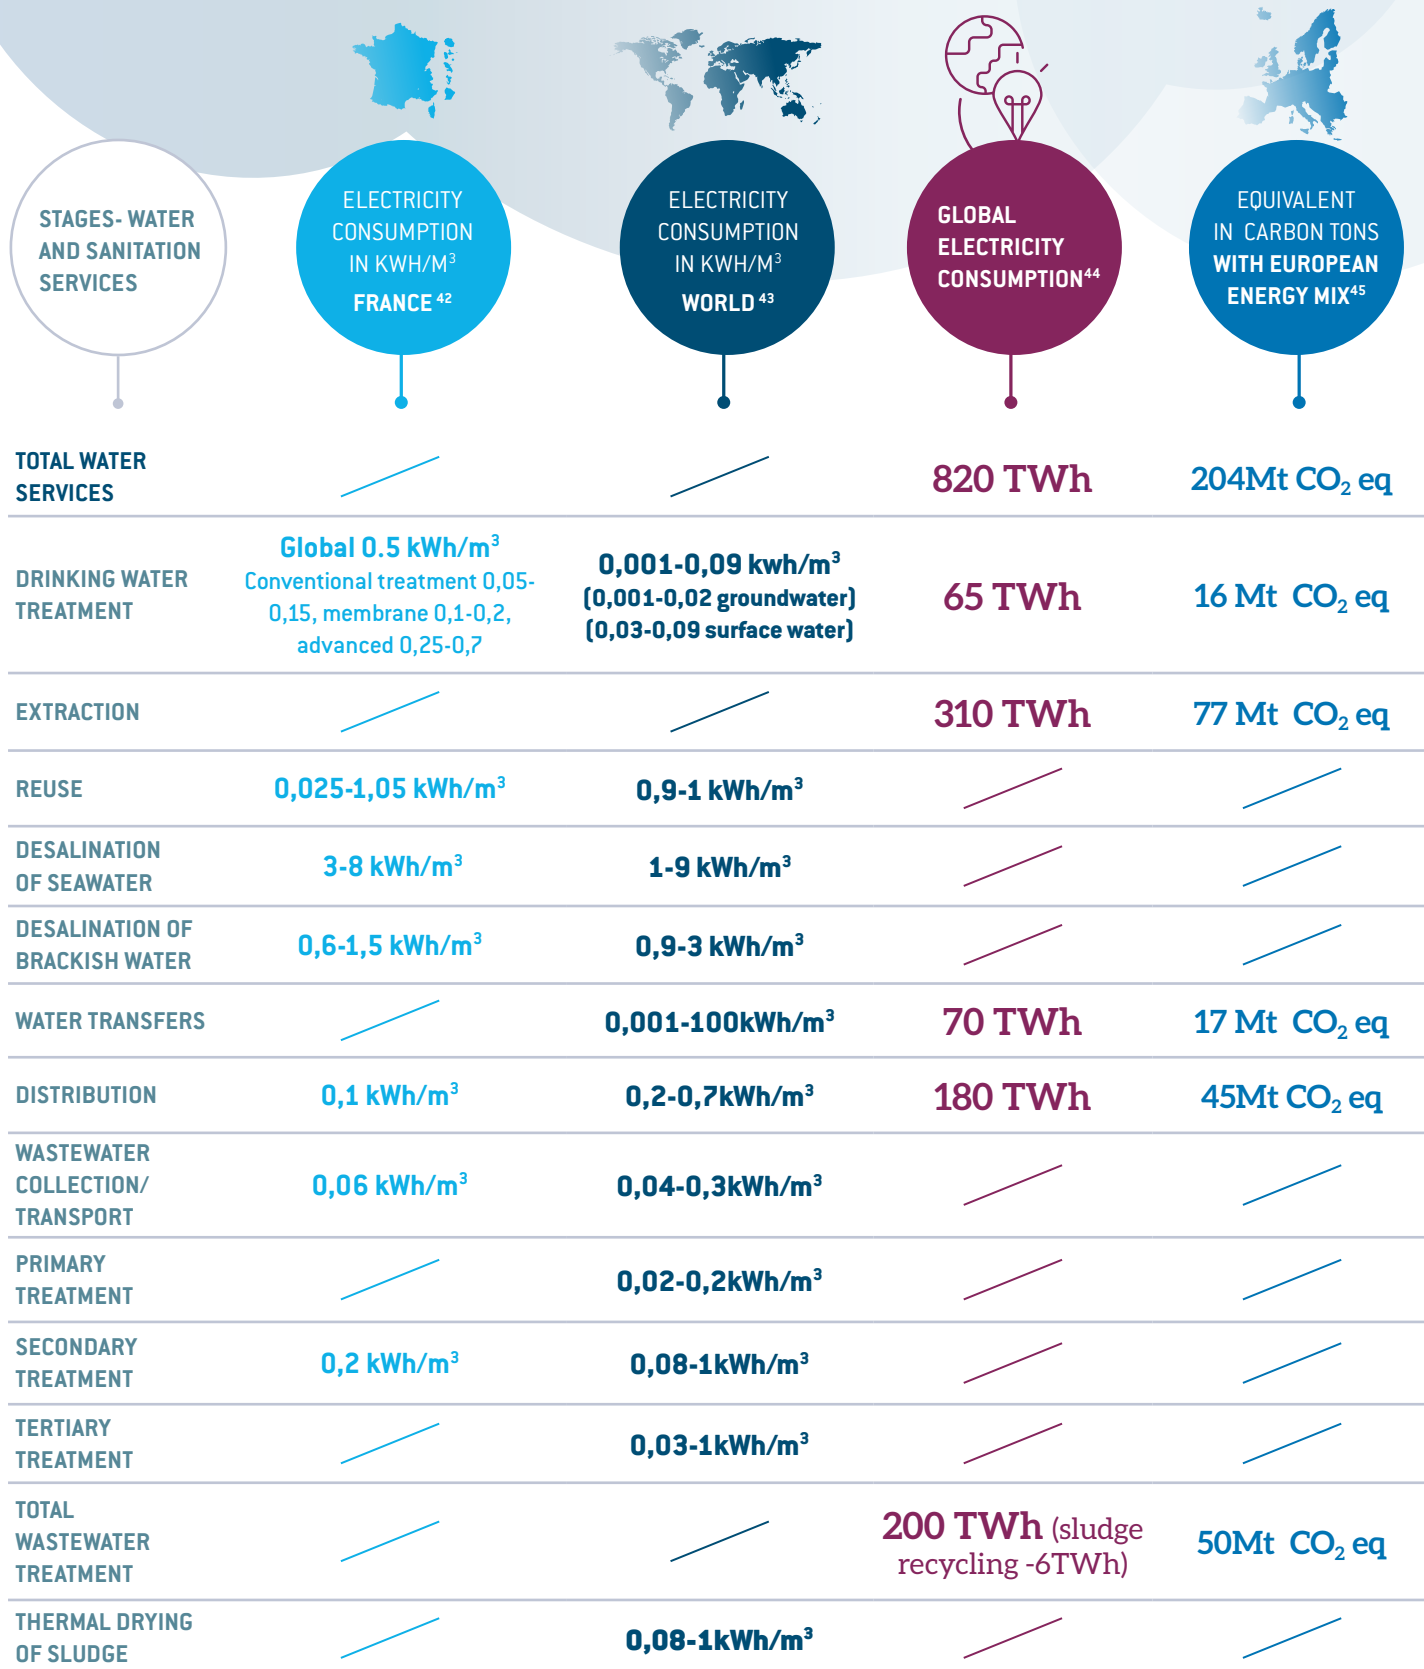 STAGES- WATER
AND SANITATION
SERVICES
ELECTRICITY
CONSUMPTION
IN KWH/M³
FRANCE ⁴²
ELECTRICITY
CONSUMPTION
IN KWH/M³
WORLD ⁴³
GLOBAL
ELECTRICITY
CONSUMPTION⁴⁴
EQUIVALENT
IN CARBON TONS
WITH EUROPEAN
ENERGY MIX⁴⁵
TOTAL WATER
SERVICES
820 TWh
204Mt CO₂ eq
DRINKING WATER
TREATMENT
Global 0.5 kWh/m³
Conventional treatment 0,05-
0,15, membrane 0,1-0,2,
advanced 0,25-0,7
0,001-0,09 kwh/m³
(0,001-0,02 groundwater)
(0,03-0,09 surface water)
65 TWh
16 Mt CO₂ eq
EXTRACTION
310 TWh
77 Mt CO₂ eq
REUSE
0,025-1,05 kWh/m³
0,9-1 kWh/m³
DESALINATION
OF SEAWATER
3-8 kWh/m³
1-9 kWh/m³
DESALINATION OF
BRACKISH WATER
0,6-1,5 kWh/m³
0,9-3 kWh/m³
WATER TRANSFERS
0,001-100kWh/m³
70 TWh
17 Mt CO₂ eq
DISTRIBUTION
0,1 kWh/m³
0,2-0,7kWh/m³
180 TWh
45Mt CO₂ eq
WASTEWATER
COLLECTION/
TRANSPORT
0,06 kWh/m³
0,04-0,3kWh/m³
PRIMARY
TREATMENT
0,02-0,2kWh/m³
SECONDARY
TREATMENT
0,2 kWh/m³
0,08-1kWh/m³
TERTIARY
TREATMENT
0,03-1kWh/m³
TOTAL
WASTEWATER
TREATMENT
200 TWh (sludge
recycling -6TWh)
50Mt CO₂ eq
THERMAL DRYING
OF SLUDGE
0,08-1kWh/m³